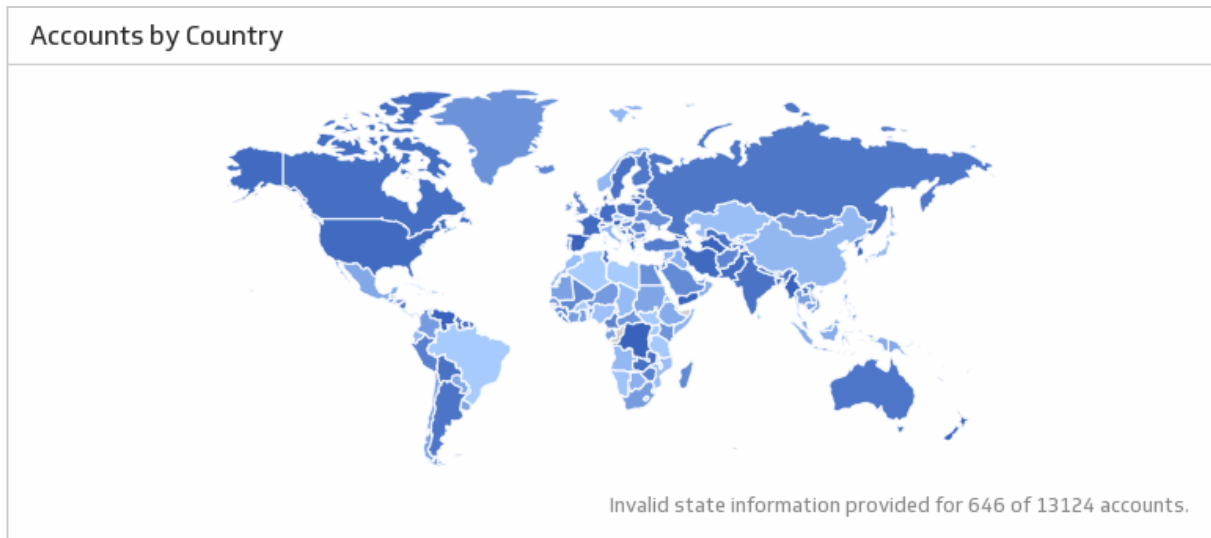 Accounts by Country
Invalid state information provided for 646 of 13124 accounts.